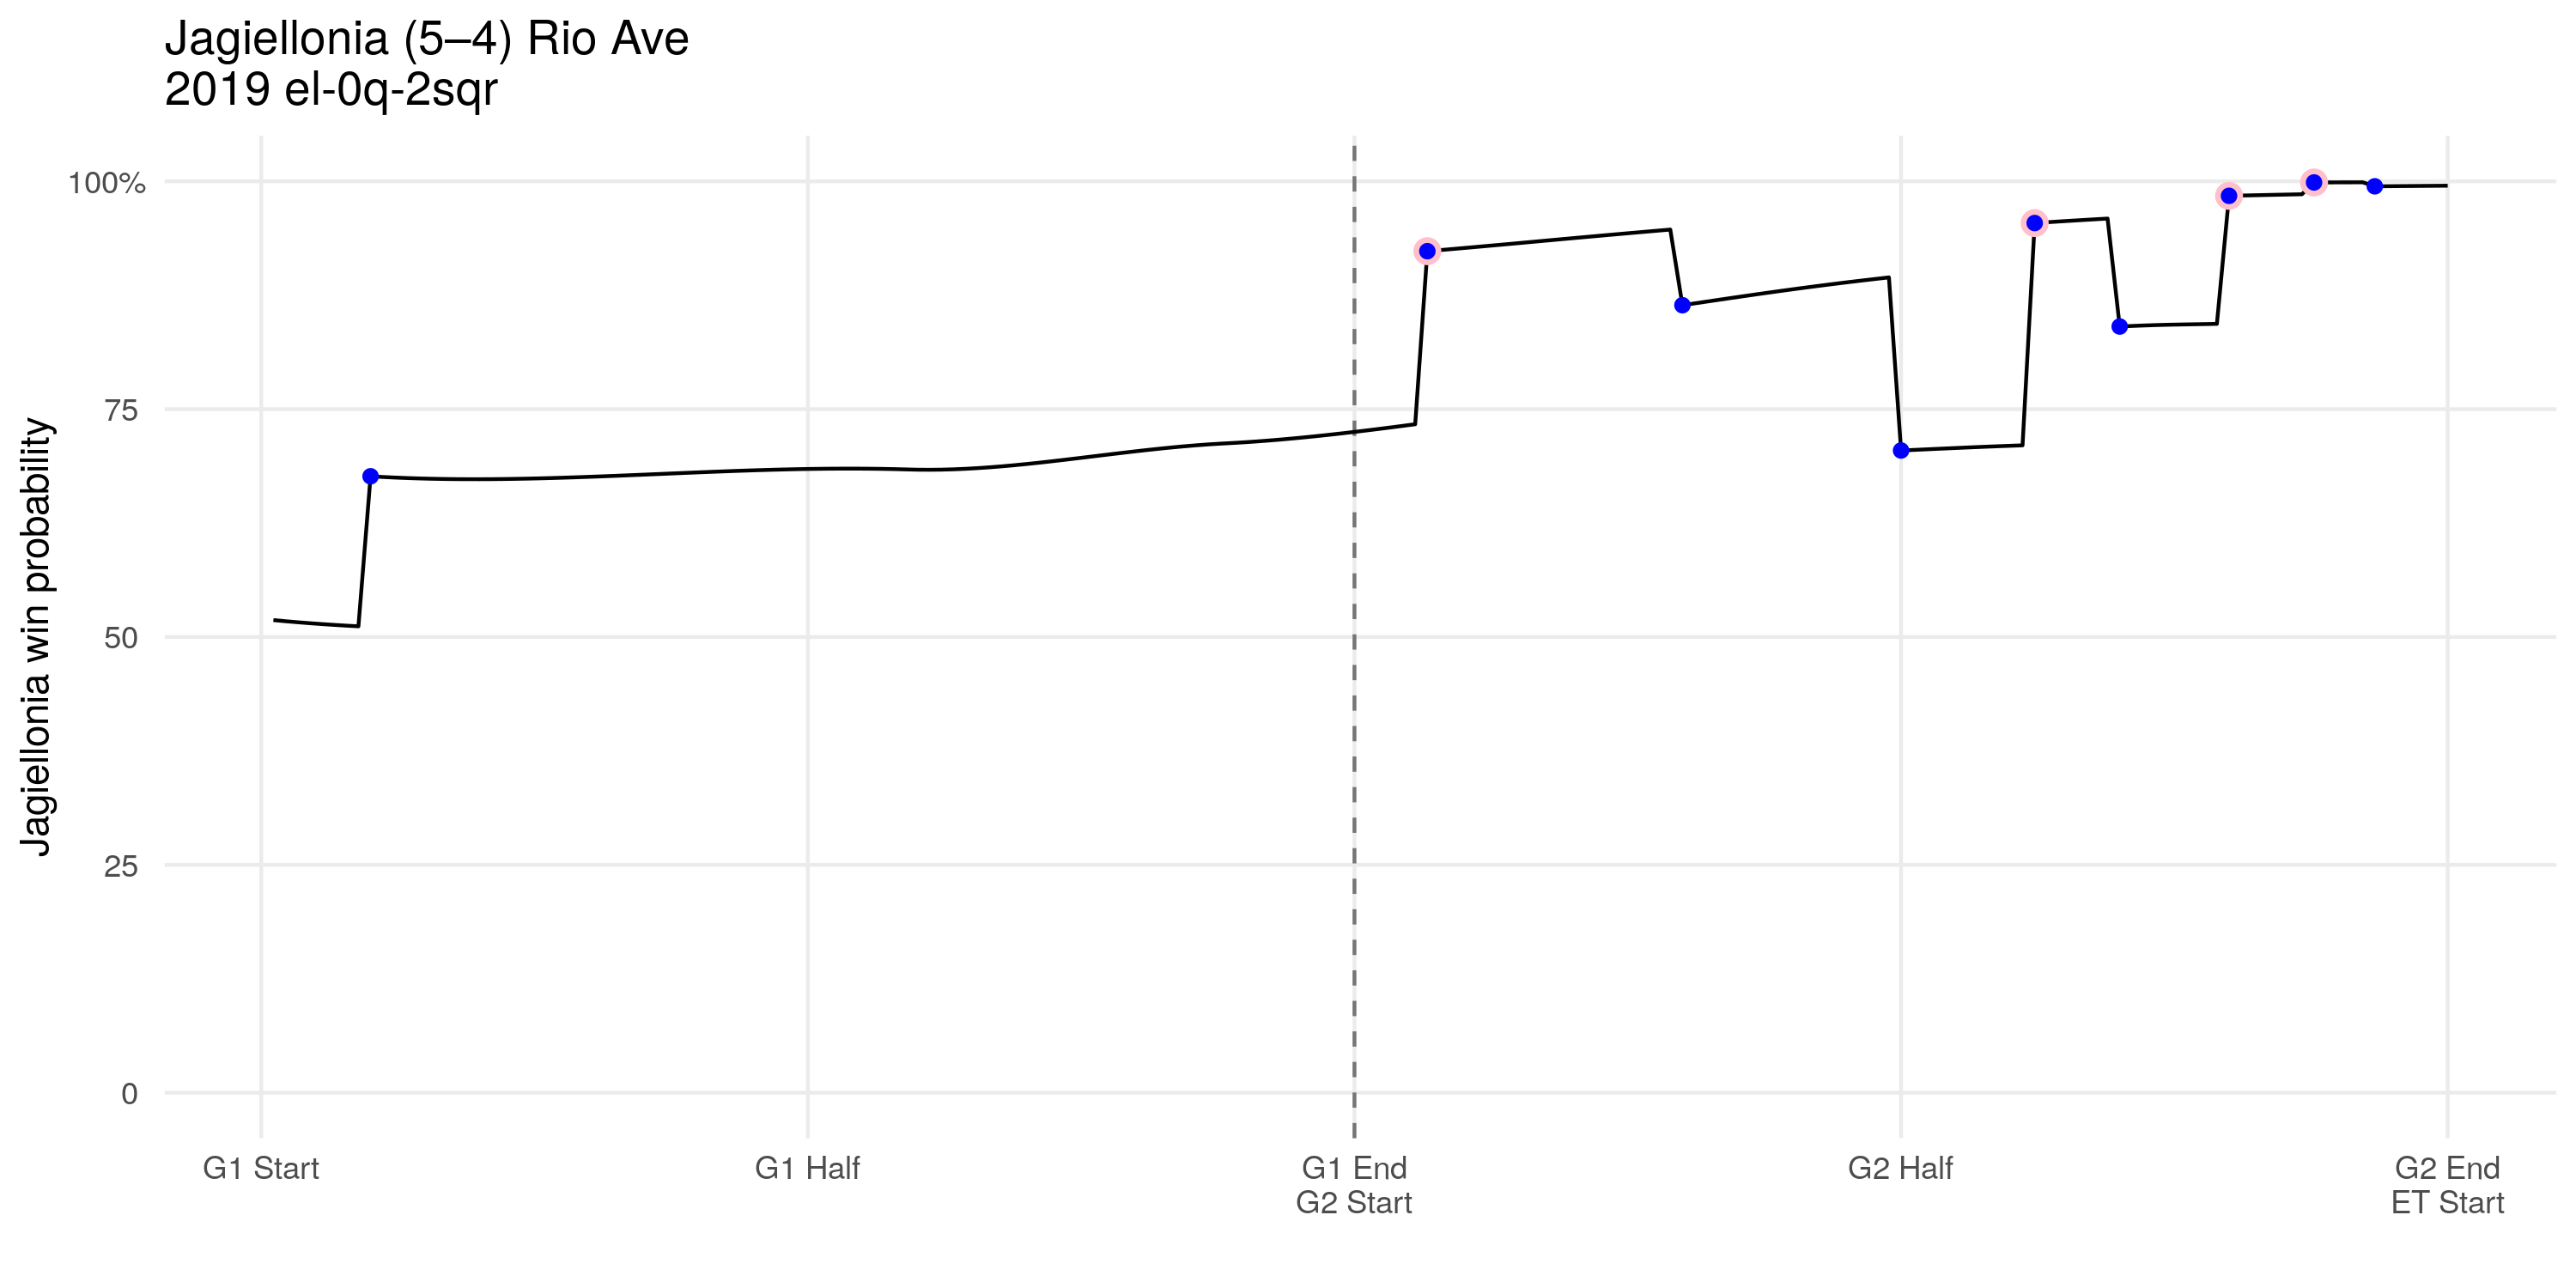 Jagiellonia (5–4) Rio Ave
2019 el-0q-2sqr
Jagiellonia win probability
100%
75
50
25
0
G1 Start
G1 Half
G1 End
G2 Start
G2 Half
G2 End
ET Start